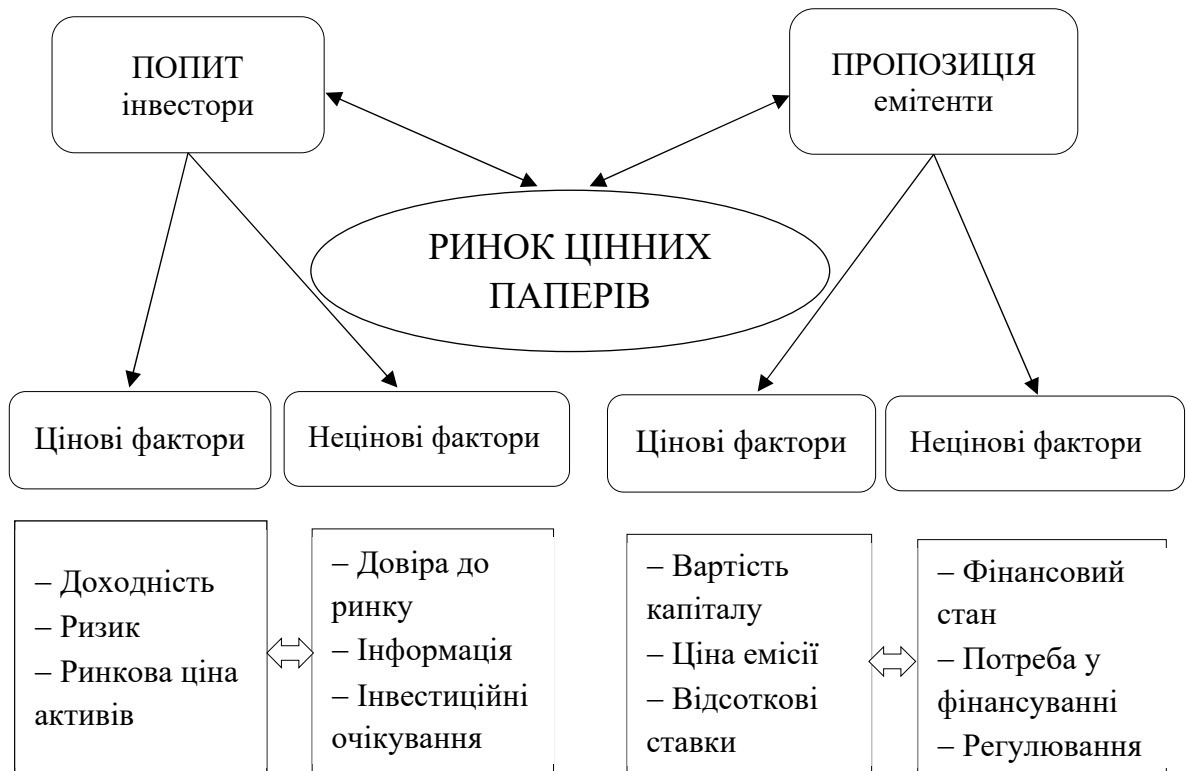 ПОПИТ
інвестори
ПРОПОЗИЦІЯ
емітенти
РИНОК ЦІННИХ
ПАПЕРІВ
Цінові фактори
Нецінові фактори
Цінові фактори
Нецінові фактори
– Доходність
– Ризик
– Ринкова ціна
активів
– Довіра до
ринку
– Інформація
– Інвестиційні
очікування
– Вартість
капіталу
– Ціна емісії
– Відсоткові
ставки
– Фінансовий
стан
– Потреба у
фінансуванні
– Регулювання